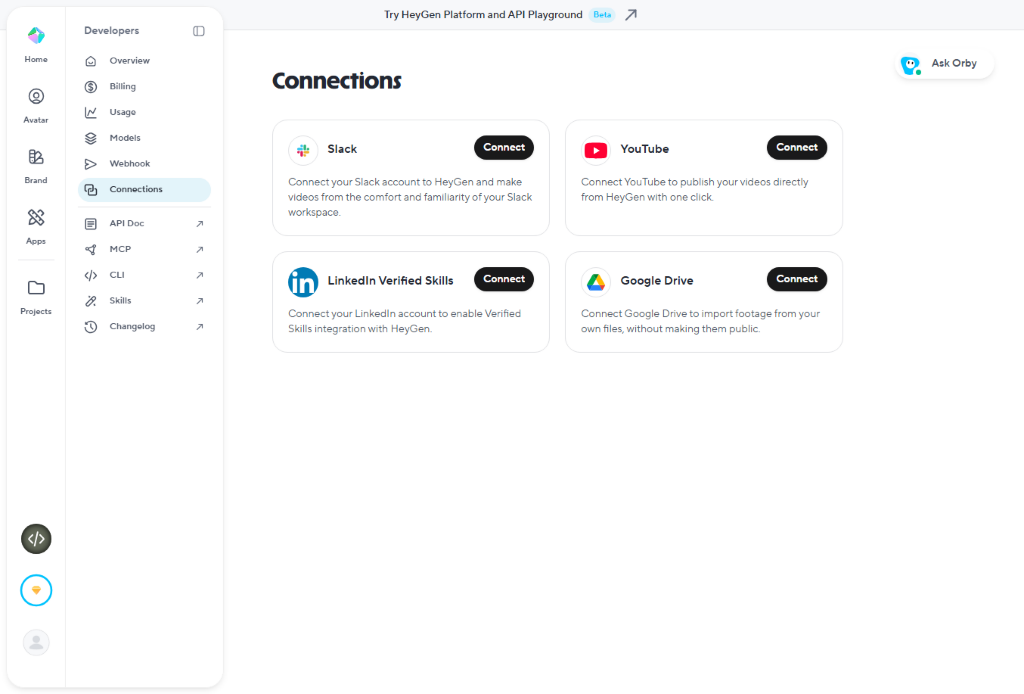 Try HeyGen Platform and API Playground Beta
Home
Avatar
Brand
Apps
Projects
Developers
Overview
Billing
Usage
Models
Webhook
Connections
API Doc
MCP
CLI
Skills
Changelog
Ask Orby
Connections
Slack
Connect
Connect your Slack account to HeyGen and make
videos from the comfort and familiarity of your Slack
workspace.
YouTube
Connect
Connect YouTube to publish your videos directly
from HeyGen with one click.
LinkedIn Verified Skills
Connect
Connect your LinkedIn account to enable Verified
Skills integration with HeyGen.
Google Drive
Connect
Connect Google Drive to import footage from your
own files, without making them public.